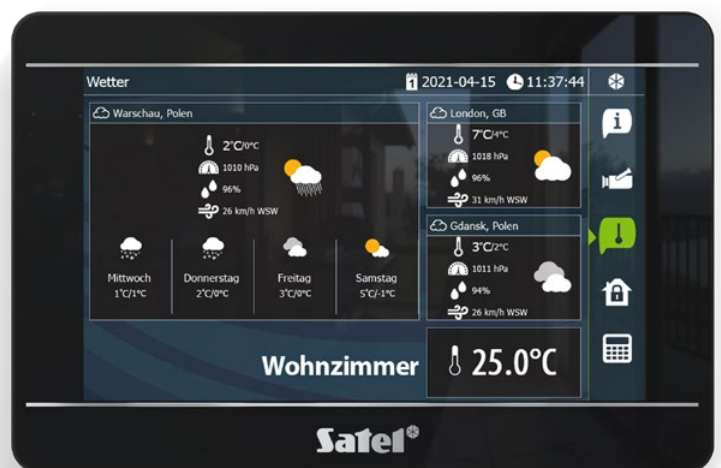 Wetter
1 2021-04-15 11:37:44
Warschau, Polen
2°C/0°C
1010 hPa
96%
26 km/h WSW
Mittwoch
1°C/1°C
Donnerstag
2°C/0°C
Freitag
3°C/0°C
Samstag
5°C/-1°C
London, GB
7°C/4°C
1018 hPa
96%
31 km/h WSW
Gdansk, Polen
3°C/2°C
1011 hPa
94%
26 km/h WSW
Wohnzimmer
25.0°C
i
Satel®